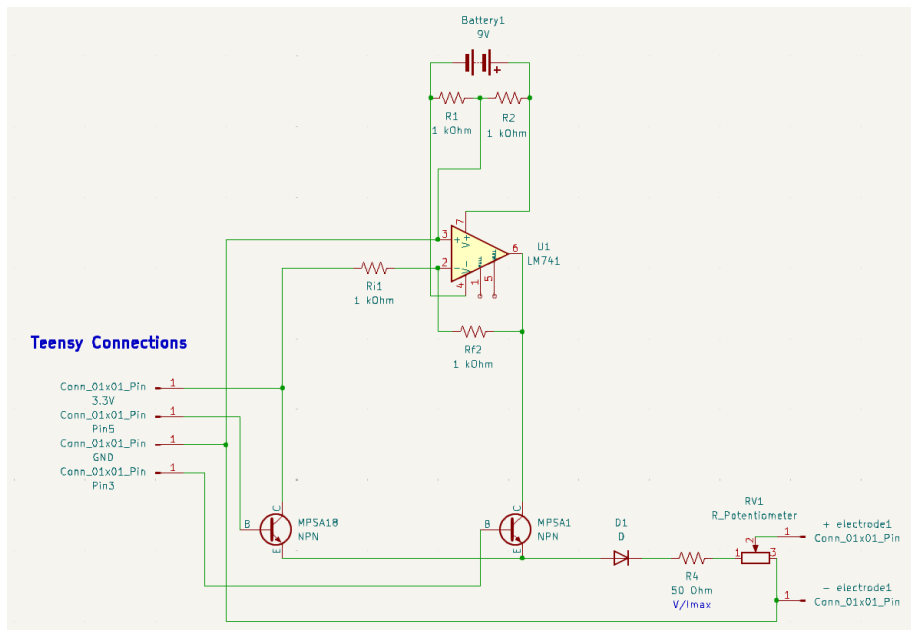 Battery1
9V
+
R1
R2
1 kOhm
1 kOhm
7
3
+
V+
6
U1
LM741
2
-
V-
4
1
5
Ri1
1 kOhm
Rf2
1 kOhm
Teensy Connections
Conn_01x01_Pin
1
3.3V
Conn_01x01_Pin
1
Pin5
Conn_01x01_Pin
1
GND
Conn_01x01_Pin
1
Pin3
C
B
E
MPSA18
NPN
C
B
E
MPSA1
NPN
D1
D
R4
50 Ohm
V/Imax
RV1
R_Potentiometer
1
2
3
1
+ electrode1
Conn_01x01_Pin
1
- electrode1
Conn_01x01_Pin